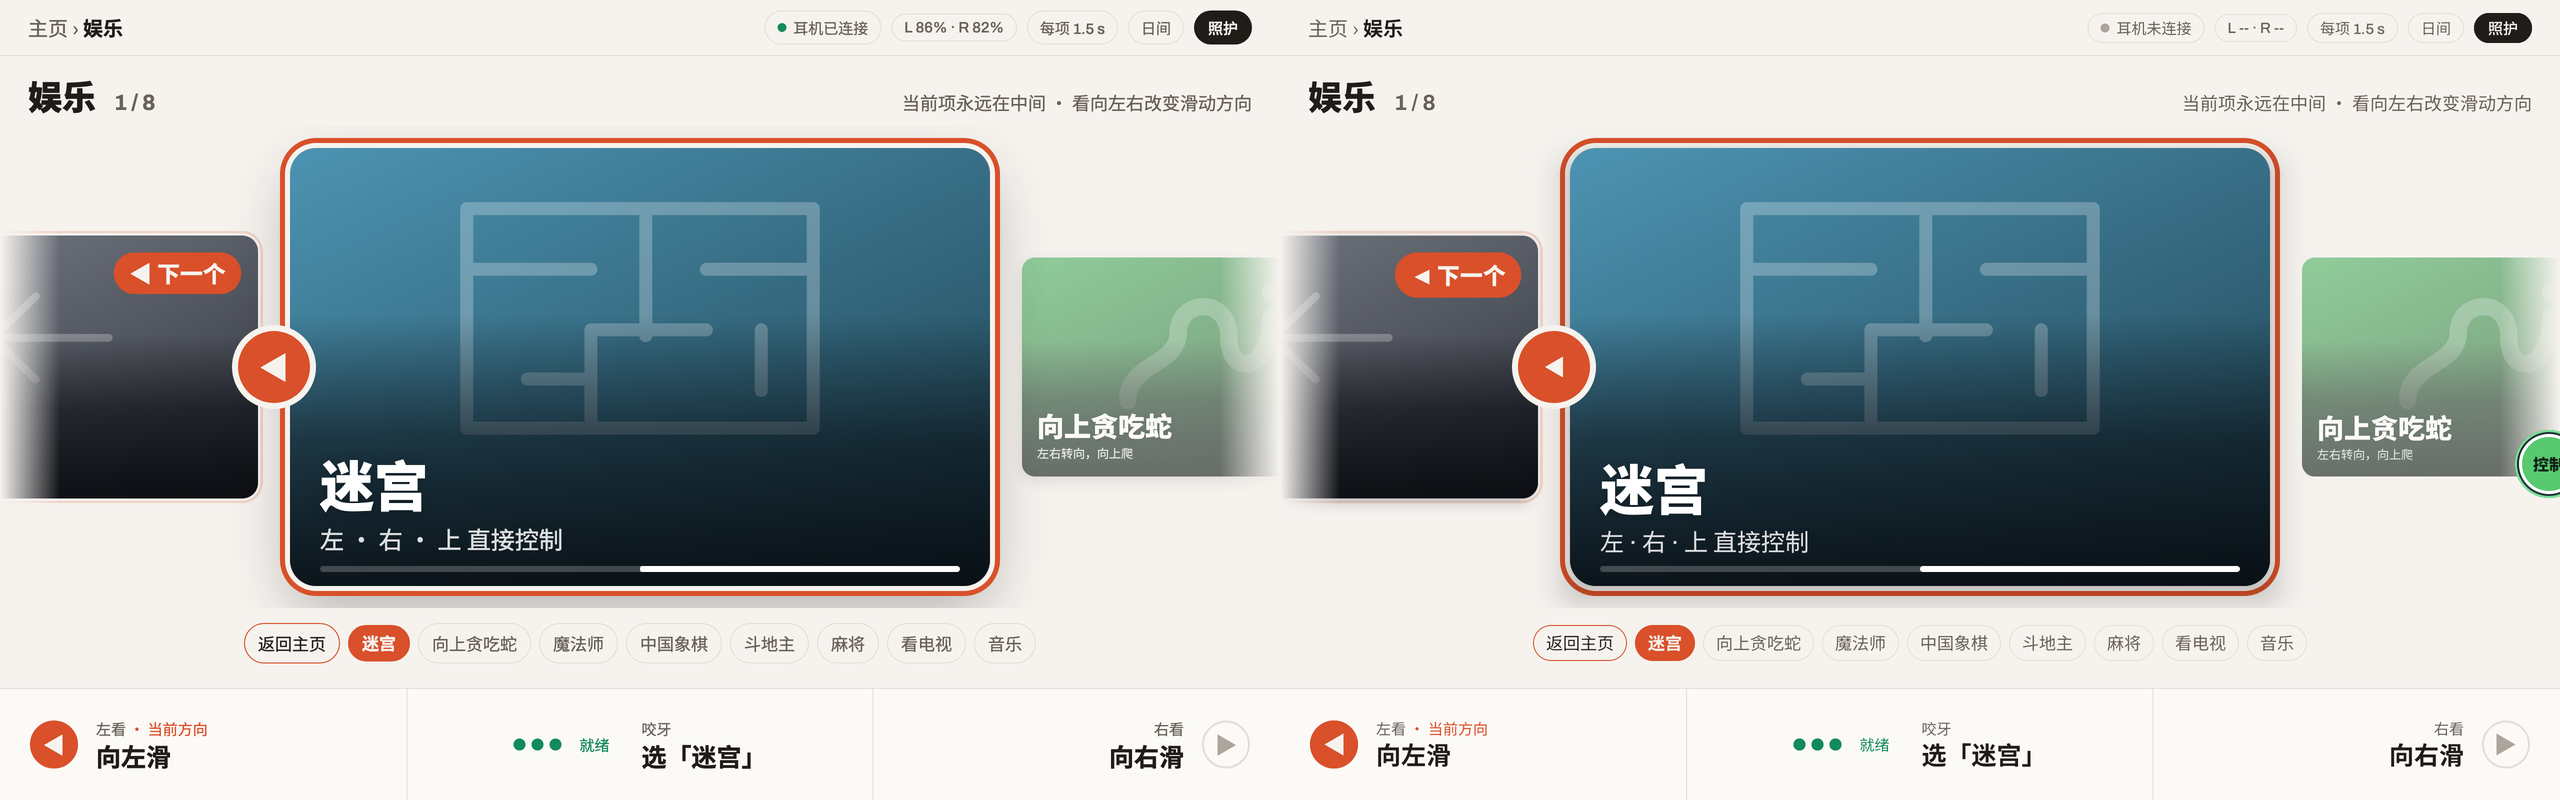 主页 › 娱乐
耳机已连接
L 86% · R 82%
每项 1.5 s
日间
照护
娱乐 1 / 8
当前项永远在中间 • 看向左右改变滑动方向
下一个
向上贪吃蛇
左右转向，向上爬
迷宫
左 • 右 • 上 直接控制
返回主页
迷宫
向上贪吃蛇
魔法师
中国象棋
斗地主
麻将
看电视
音乐
左看 • 当前方向
向左滑
就绪
咬牙
选「迷宫」
右看
向右滑
主页 › 娱乐
耳机未连接
L -- · R --
每项 1.5 s
日间
照护
娱乐 1 / 8
当前项永远在中间 • 看向左右改变滑动方向
下一个
向上贪吃蛇
左右转向，向上爬
控制
迷宫
左 · 右 · 上 直接控制
返回主页
迷宫
向上贪吃蛇
魔法师
中国象棋
斗地主
麻将
看电视
音乐
左看 • 当前方向
向左滑
就绪
咬牙
选「迷宫」
右看
向右滑